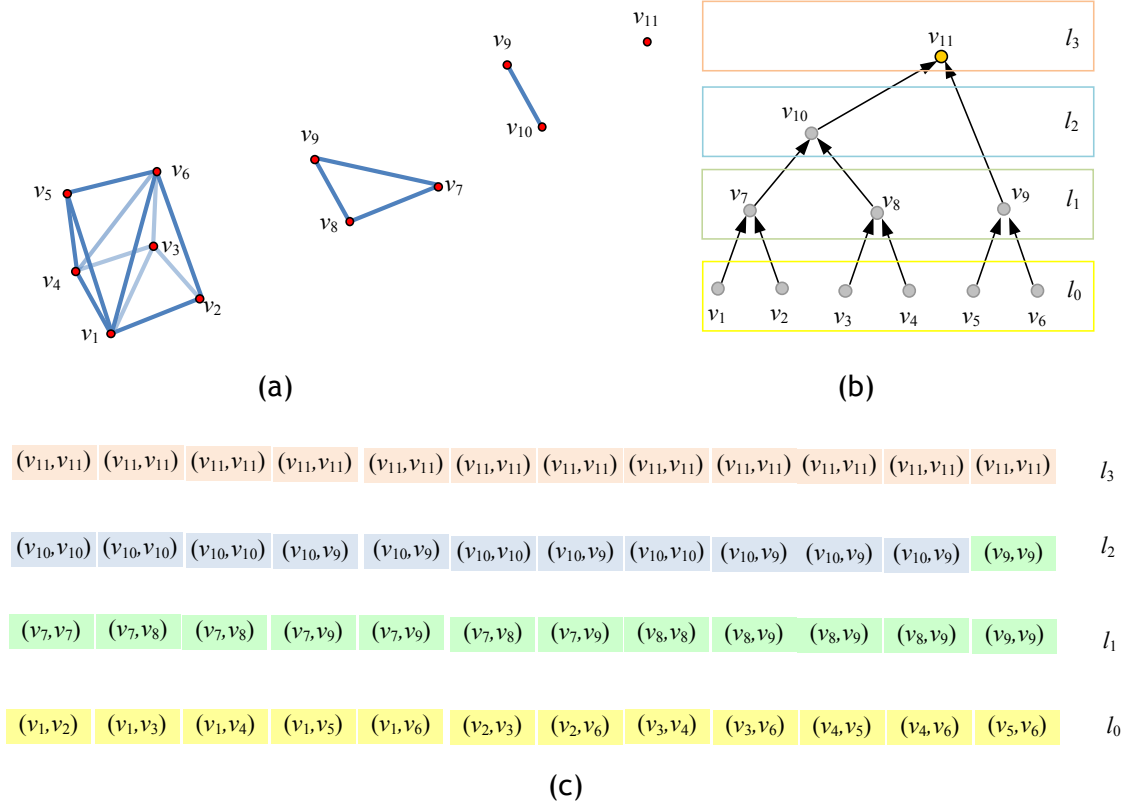 v11
v9
v10
v9
v7
v8
v6
v5
v3
v4
v2
v1
(a)
v11 l3
v10 l2
v7 v8 v9 l1
l0
v1 v2 v3 v4 v5 v6
(b)
(v11,v11) (v11,v11) (v11,v11) (v11,v11) (v11,v11) (v11,v11) (v11,v11) (v11,v11) (v11,v11) (v11,v11) (v11,v11) (v11,v11) l3
(v10,v10) (v10,v10) (v10,v10) (v10,v9) (v10,v9) (v10,v10) (v10,v9) (v10,v10) (v10,v9) (v10,v9) (v10,v9) (v9,v9) l2
(v7,v7) (v7,v8) (v7,v8) (v7,v9) (v7,v9) (v7,v8) (v7,v9) (v8,v8) (v8,v9) (v8,v9) (v8,v9) (v9,v9) l1
(v1,v2) (v1,v3) (v1,v4) (v1,v5) (v1,v6) (v2,v3) (v2,v6) (v3,v4) (v3,v6) (v4,v5) (v4,v6) (v5,v6) l0
(c)